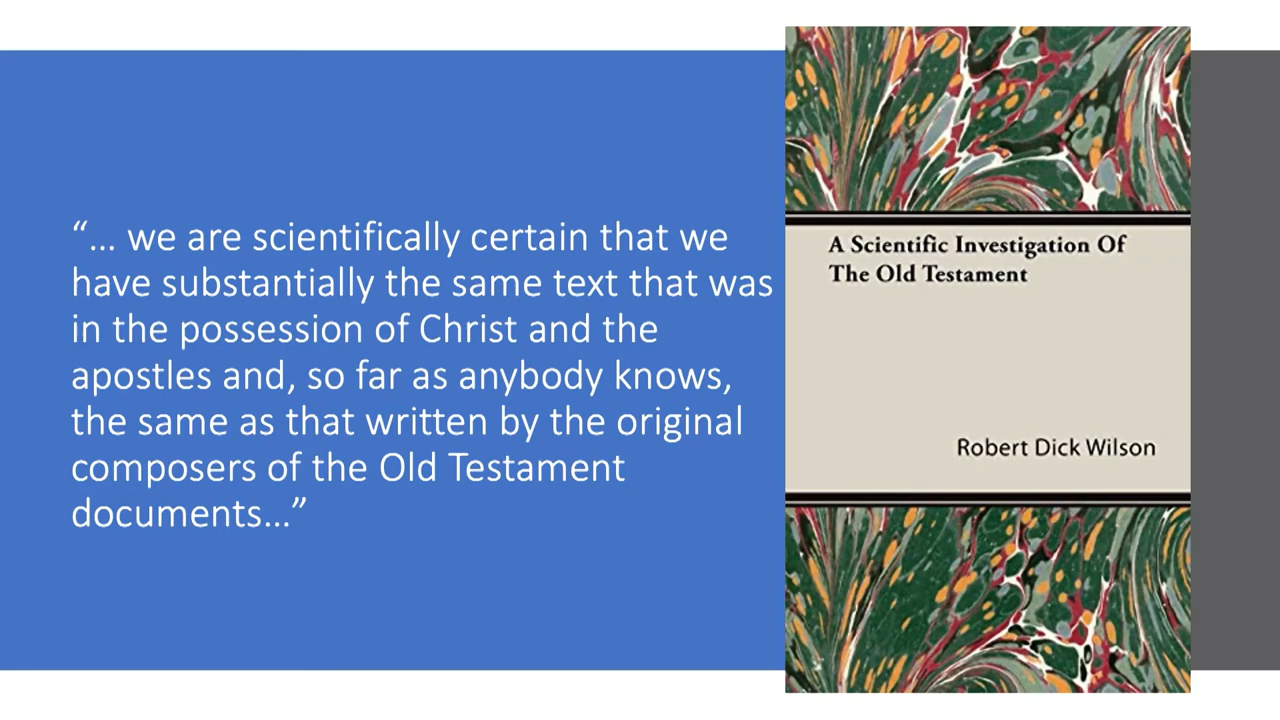 “... we are scientifically certain that we
have substantially the same text that was
in the possession of Christ and the
apostles and, so far as anybody knows,
the same as that written by the original
composers of the Old Testament
documents...”
A Scientific Investigation Of
The Old Testament
Robert Dick Wilson